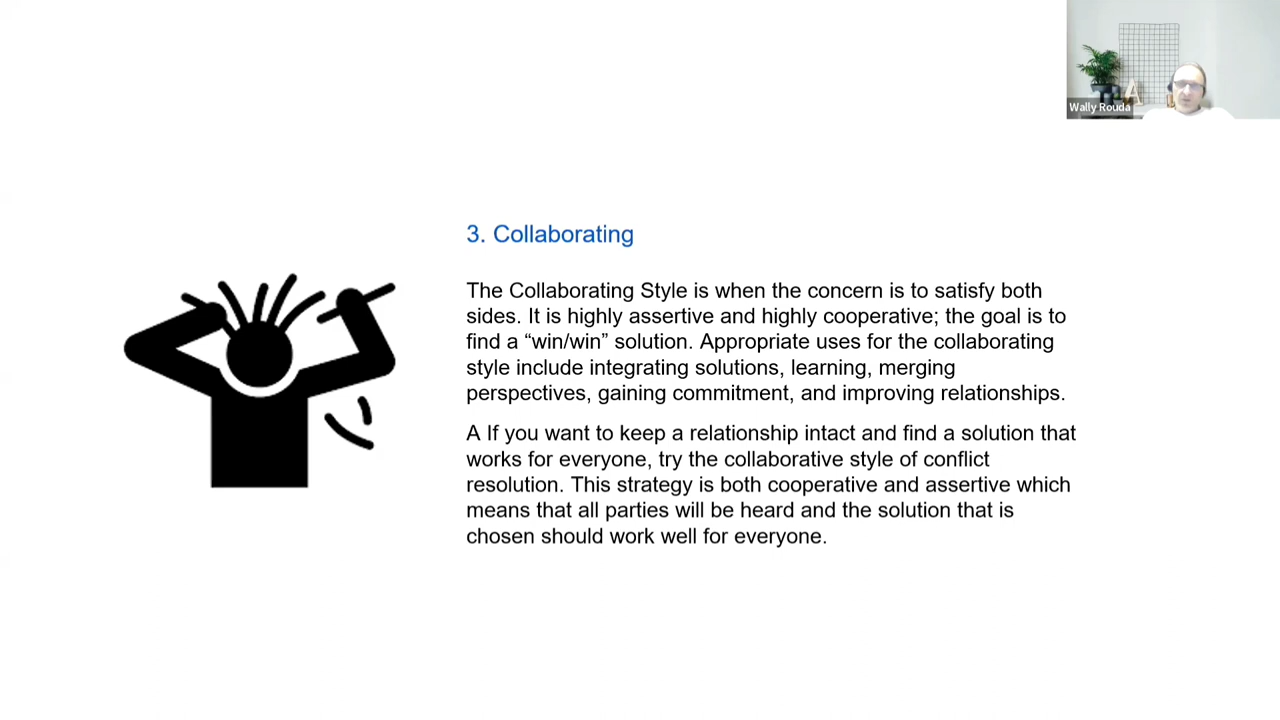 Wally Rouda
3. Collaborating
The Collaborating Style is when the concern is to satisfy both
sides. It is highly assertive and highly cooperative; the goal is to
find a “win/win” solution. Appropriate uses for the collaborating
style include integrating solutions, learning, merging
perspectives, gaining commitment, and improving relationships.
A If you want to keep a relationship intact and find a solution that
works for everyone, try the collaborative style of conflict
resolution. This strategy is both cooperative and assertive which
means that all parties will be heard and the solution that is
chosen should work well for everyone.